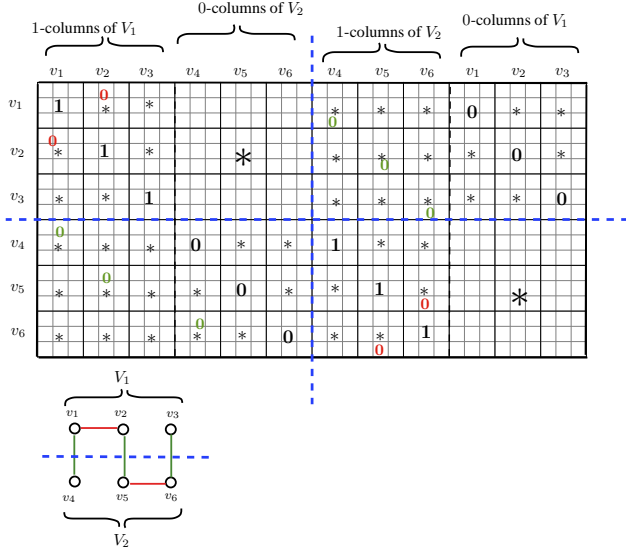 0-columns of V₂
0-columns of V₁
1-columns of V₁
1-columns of V₂
v₁ v₂ v₃ v₄ v₅ v₆ v₄ v₅ v₆ v₁ v₂ v₃
0
v₁ 1 * * * * * 0 * *
0
0
v₂ * 1 * * * * * * 0 *
0
v₃ * * 1 * * * * * 0
0
0
v₄ * * * 0 * * 1 * *
0
v₅ * * * * 0 * * 1 * *
0
0
v₆ * * * * * 0 * * 1
0
V₁
v₁ v₂ v₃
v₄ v₅ v₆
V₂